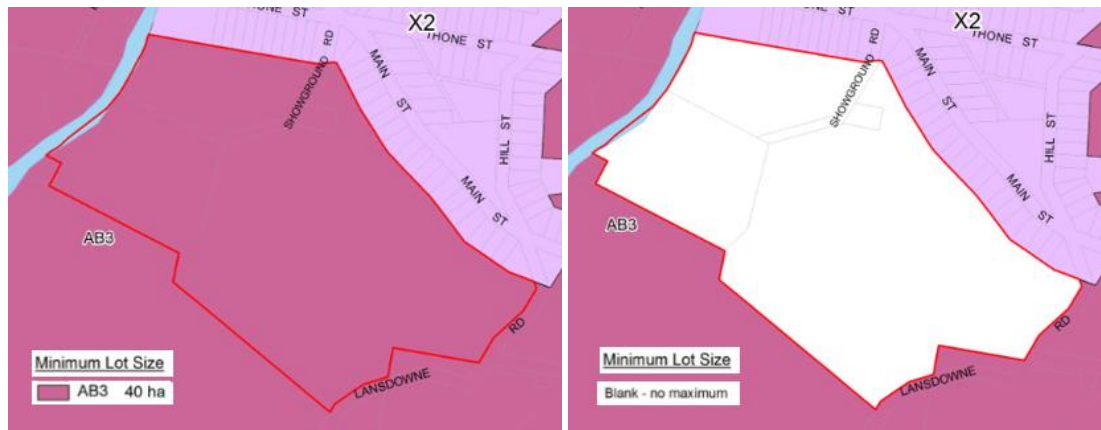 X2
THONE ST
SHOWGROUND RD
MAIN ST
HILL ST
MAIN ST
AB3
RD
LANSDOWNE
Minimum Lot Size
AB3 40 ha
X2
THONE ST
SHOWGROUND RD
MAIN ST
HILL ST
MAIN ST
AB3
RD
LANSDOWNE
Minimum Lot Size
Blank - no maximum